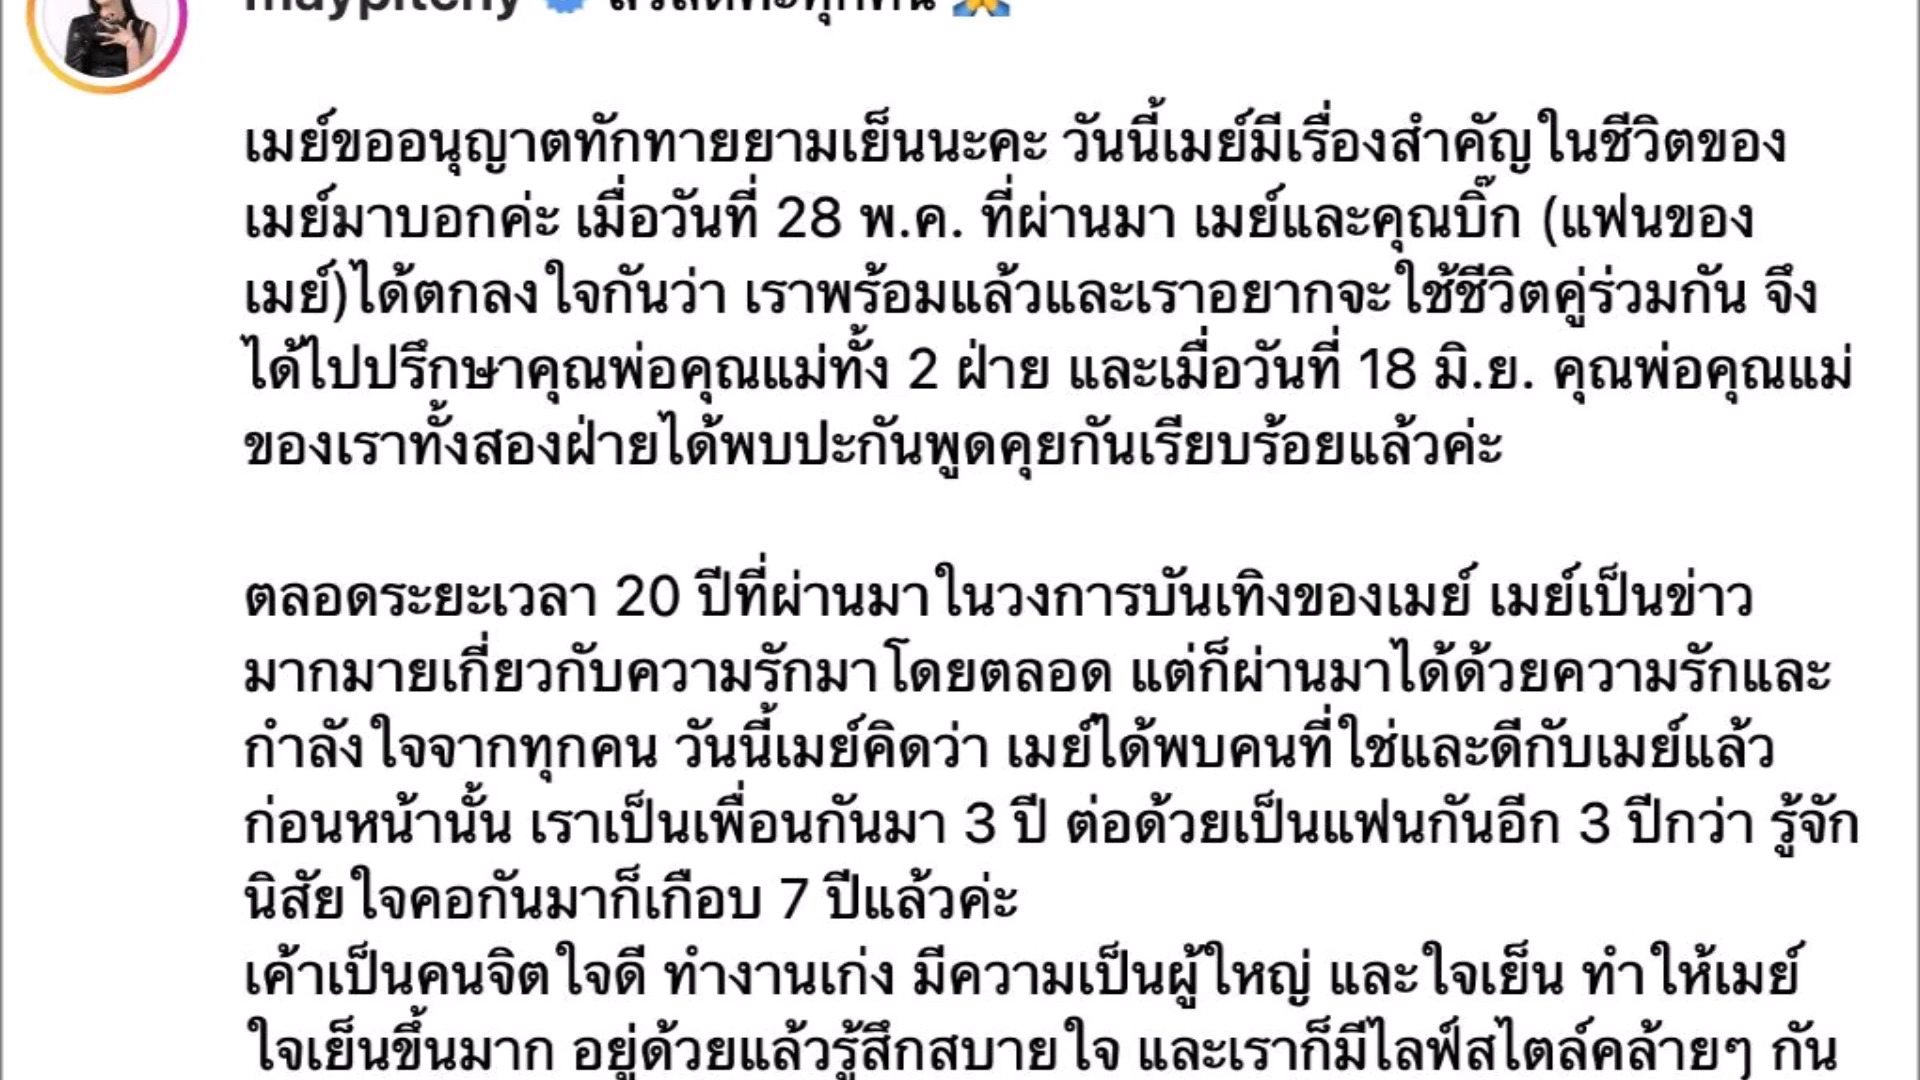 maypitchy สวัสดีค่ะทุกคน 🙏
เมย์ขออนุญาตทักทายยามเย็นนะคะ วันนี้เมย์มีเรื่องสำคัญในชีวิตของ
เมย์มาบอกค่ะ เมื่อวันที่ 28 พ.ค. ที่ผ่านมา เมย์และคุณบิ๊ก (แฟนของ
เมย์)ได้ตกลงใจกันว่า เราพร้อมแล้วและเราอยากจะใช้ชีวิตคู่ร่วมกัน จึง
ได้ไปปรึกษาคุณพ่อคุณแม่ทั้ง 2 ฝ่าย และเมื่อวันที่ 18 มิ.ย. คุณพ่อคุณแม่
ของเราทั้งสองฝ่ายได้พบปะกันพูดคุยกันเรียบร้อยแล้วค่ะ
ตลอดระยะเวลา 20 ปีที่ผ่านมาในวงการบันเทิงของเมย์ เมย์เป็นข่าว
มากมายเกี่ยวกับความรักมาโดยตลอด แต่ก็ผ่านมาได้ด้วยความรักและ
กำลังใจจากทุกคน วันนี้เมย์คิดว่า เมย์ได้พบคนที่ใช่และดีกับเมย์แล้ว
ก่อนหน้านั้น เราเป็นเพื่อนกันมา 3 ปี ต่อด้วยเป็นแฟนกันอีก 3 ปีกว่า รู้จัก
นิสัยใจคอกันมาก็เกือบ 7 ปีแล้วค่ะ
เค้าเป็นคนจิตใจดี ทำงานเก่ง มีความเป็นผู้ใหญ่ และใจเย็น ทำให้เมย์
ใจเย็นขึ้นมาก อยู่ด้วยแล้วรู้สึกสบายใจ และเราก็มีไลฟ์สไตล์คล้ายๆ กัน